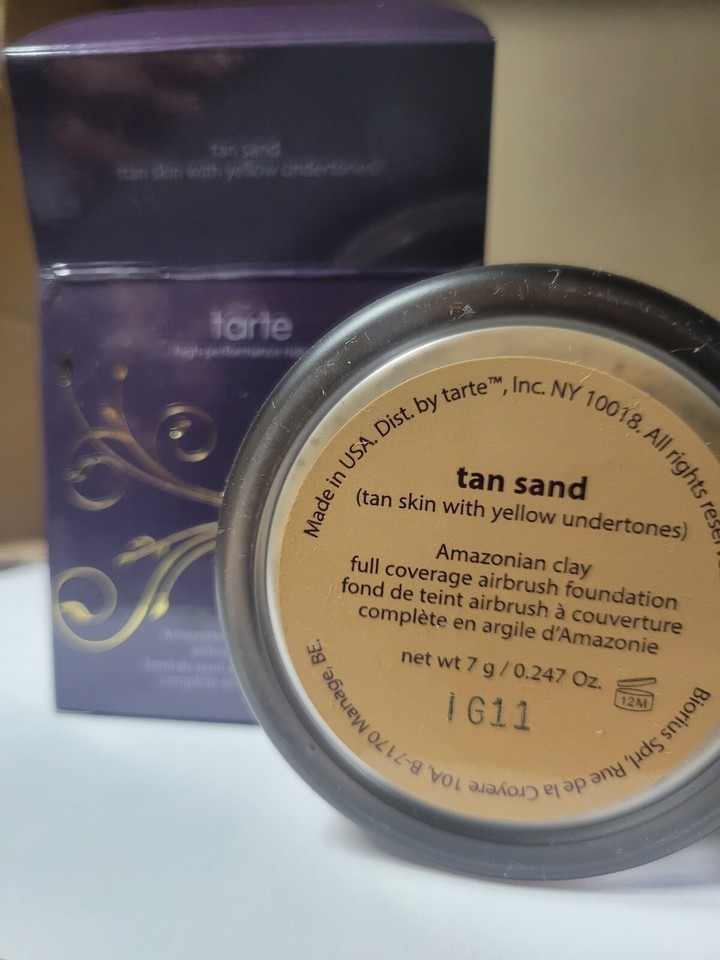 tan sand
(tan skin with yellow undertones)
tarte
high performance
Made in USA. Dist. by tarte™, Inc. NY 10018. All rights
tan sand
(tan skin with yellow undertones)
Amazonian clay
full coverage airbrush foundation
fond de teint airbrush à couverture
complète en argile d'Amazonie
net wt 7 g / 0.247 Oz.
12M
1G11
Biorius Sprl, Rue de la Croyere 10A, B-7170 Manage, BE.